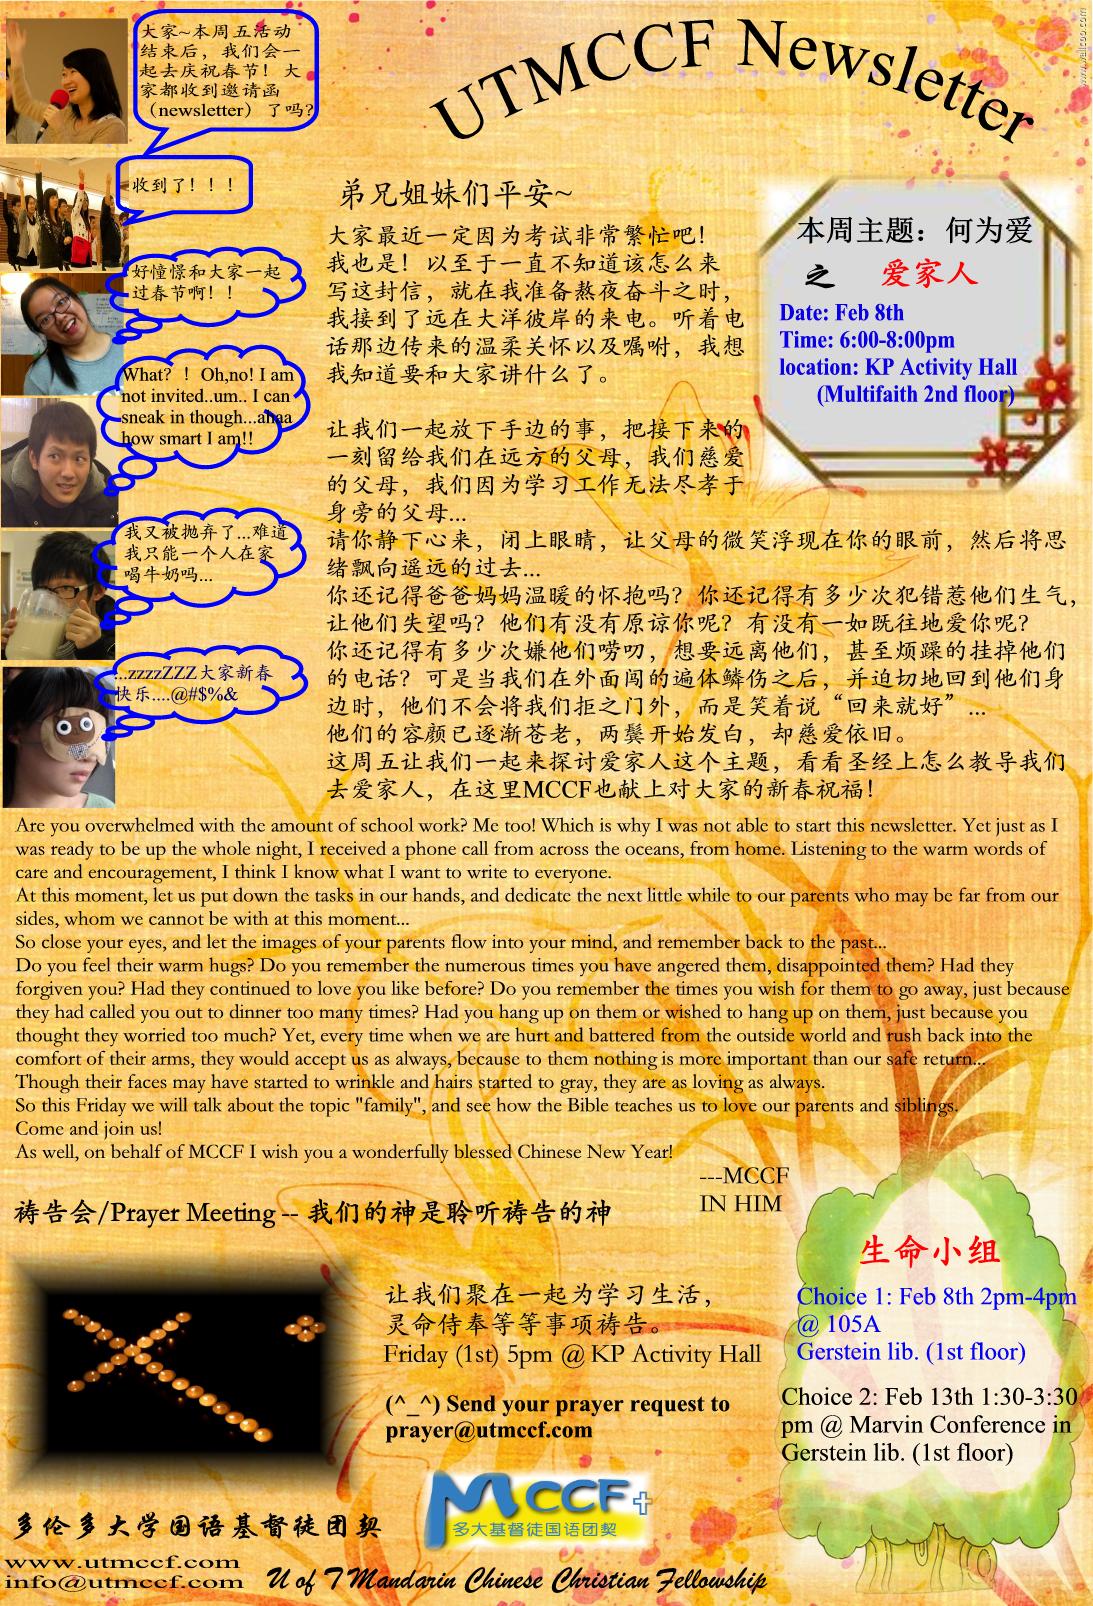 大家~本周五活动
结束后，我们会一
起去庆祝春节！大
家都收到邀请函
（newsletter）了吗?
收到了！！！
好憧憬和大家一起
过春节啊！！
What?！Oh,no! I am
not invited..um.. I can
sneak in though...ahaa
how smart I am!!
我又被抛弃了...难道
我只能一个人在家
喝牛奶吗...
...zzzzZZZ大家新春
快乐....@#$%&
UTMCCF Newsletter
弟兄姐妹们平安~
大家最近一定因为考试非常繁忙吧！
我也是！以至于一直不知道该怎么来
写这封信，就在我准备熬夜奋斗之时，
我接到了远在大洋彼岸的来电。听着电
话那边传来的温柔关怀以及嘱咐，我想
我知道要和大家讲什么了。
让我们一起放下手边的事，把接下来的
一刻留给我们在远方的父母，我们慈爱
的父母，我们因为学习工作无法尽孝于
身旁的父母...
请你静下心来，闭上眼睛，让父母的微笑浮现在你的眼前，然后将思
绪飘向遥远的过去...
你还记得爸爸妈妈温暖的怀抱吗？你还记得有多少次犯错惹他们生气，
让他们失望吗？他们有没有原谅你呢？有没有一如既往地爱你呢？
你还记得有多少次嫌他们唠叨，想要远离他们，甚至烦躁的挂掉他们
的电话？可是当我们在外面闯的遍体鳞伤之后，并迫切地回到他们身
边时，他们不会将我们拒之门外，而是笑着说“回来就好”...
他们的容颜已逐渐苍老，两鬓开始发白，却慈爱依旧。
这周五让我们一起来探讨爱家人这个主题，看看圣经上怎么教导我们
去爱家人，在这里MCCF也献上对大家的新春祝福！
本周主题：何为爱
之 爱家人
Date: Feb 8th
Time: 6:00-8:00pm
location: KP Activity Hall
(Multifaith 2nd floor)
Are you overwhelmed with the amount of school work? Me too! Which is why I was not able to start this newsletter. Yet just as I
was ready to be up the whole night, I received a phone call from across the oceans, from home. Listening to the warm words of
care and encouragement, I think I know what I want to write to everyone.
At this moment, let us put down the tasks in our hands, and dedicate the next little while to our parents who may be far from our
sides, whom we cannot be with at this moment...
So close your eyes, and let the images of your parents flow into your mind, and remember back to the past...
Do you feel their warm hugs? Do you remember the numerous times you have angered them, disappointed them? Had they
forgiven you? Had they continued to love you like before? Do you remember the times you wish for them to go away, just because
they had called you out to dinner too many times? Had you hang up on them or wished to hang up on them, just because you
thought they worried too much? Yet, every time when we are hurt and battered from the outside world and rush back into the
comfort of their arms, they would accept us as always, because to them nothing is more important than our safe return...
Though their faces may have started to wrinkle and hairs started to gray, they are as loving as always.
So this Friday we will talk about the topic "family", and see how the Bible teaches us to love our parents and siblings.
Come and join us!
As well, on behalf of MCCF I wish you a wonderfully blessed Chinese New Year!
---MCCF
IN HIM
祷告会/Prayer Meeting -- 我们的神是聆听祷告的神
让我们聚在一起为学习生活，
灵命侍奉等等事项祷告。
Friday (1st) 5pm @ KP Activity Hall
(^_^) Send your prayer request to
prayer@utmccf.com
生命小组
Choice 1: Feb 8th 2pm-4pm
@ 105A
Gerstein lib. (1st floor)
Choice 2: Feb 13th 1:30-3:30
pm @ Marvin Conference in
Gerstein lib. (1st floor)
MCCF
多大基督徒国语团契
多伦多大学国语基督徒团契
www.utmccf.com
info@utmccf.com
U of T Mandarin Chinese Christian Fellowship